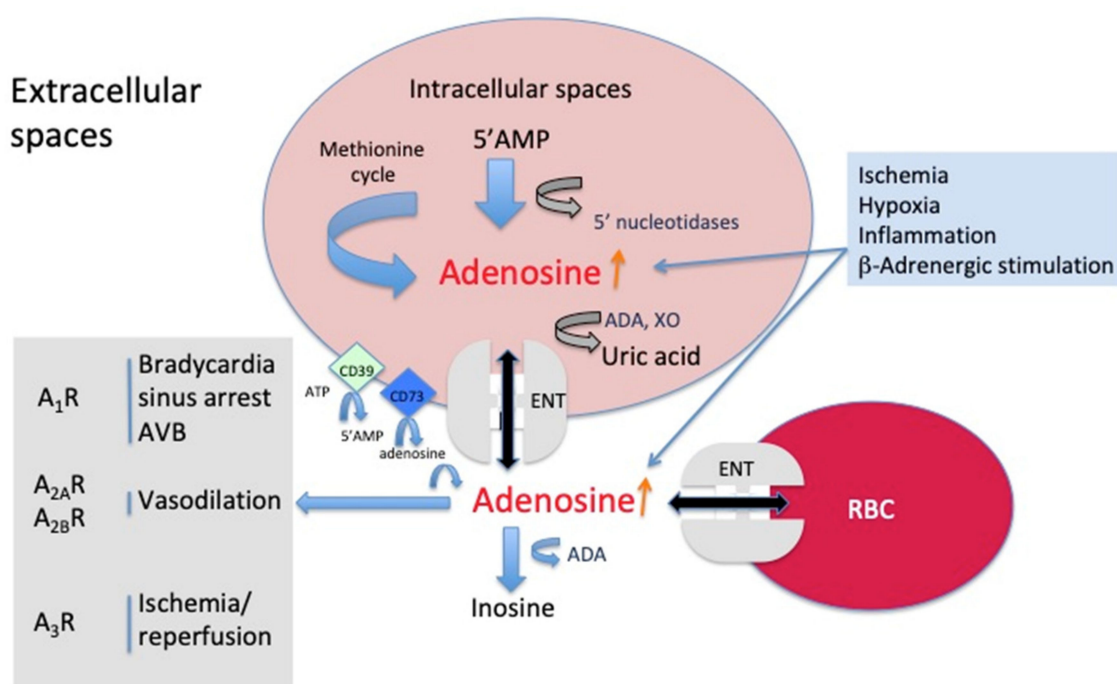 Extracellular
spaces
Intracellular spaces
5’AMP
Methionine
cycle
5’ nucleotidases
Adenosine
Ischemia
Hypoxia
Inflammation
β-Adrenergic stimulation
ADA, XO
Uric acid
CD39
ATP
CD73
5’AMP
adenosine
ENT
A1R
Bradycardia
sinus arrest
AVB
A2AR
A2BR
Vasodilation
Adenosine
ENT
RBC
ADA
Inosine
A3R
Ischemia/
reperfusion